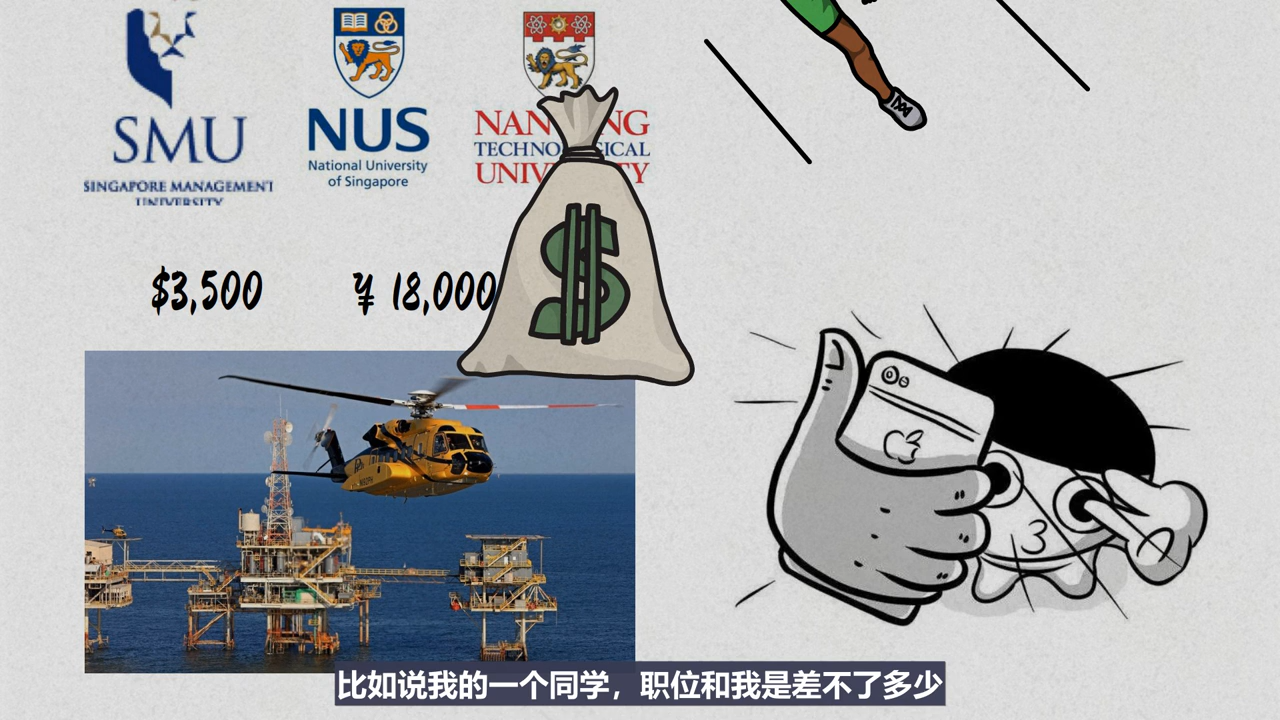 SMU
SINGAPORE MANAGEMENT
UNIVERSITY
NUS
National University
of Singapore
$3,500
¥ 18,000
比如说我的一个同学，职位和我是差不了多少